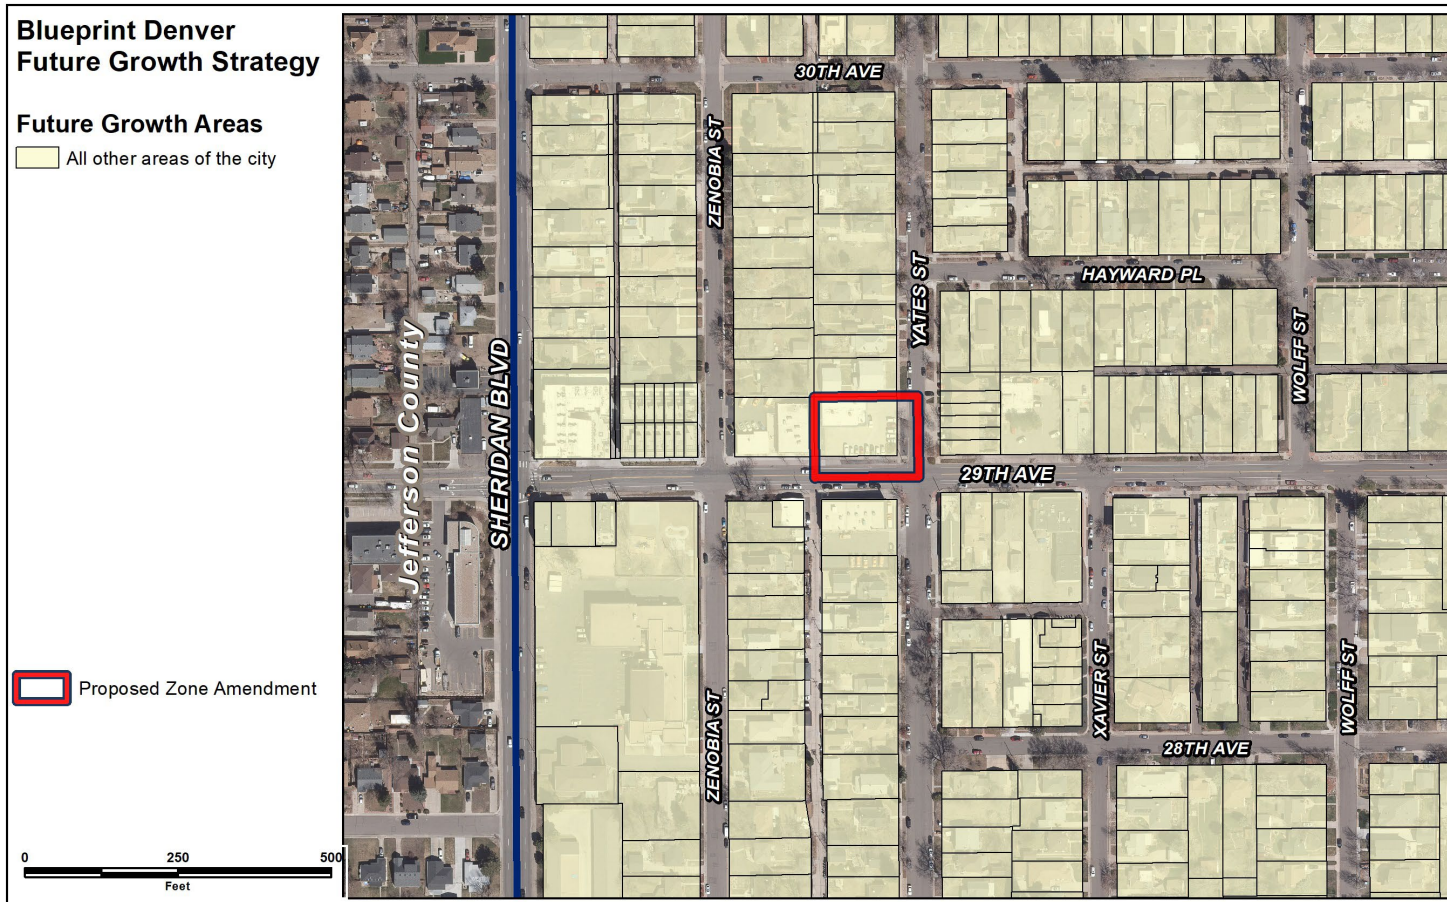 Blueprint Denver
Future Growth Strategy
Future Growth Areas
All other areas of the city
Proposed Zone Amendment
0 250 500
Feet
30TH AVE
ZENOBIA ST
YATES ST
HAYWARD PL
WOLFF ST
Jefferson County
SHERIDAN BLVD
29TH AVE
ZENOBIA ST
XAVIER ST
WOLFF ST
28TH AVE